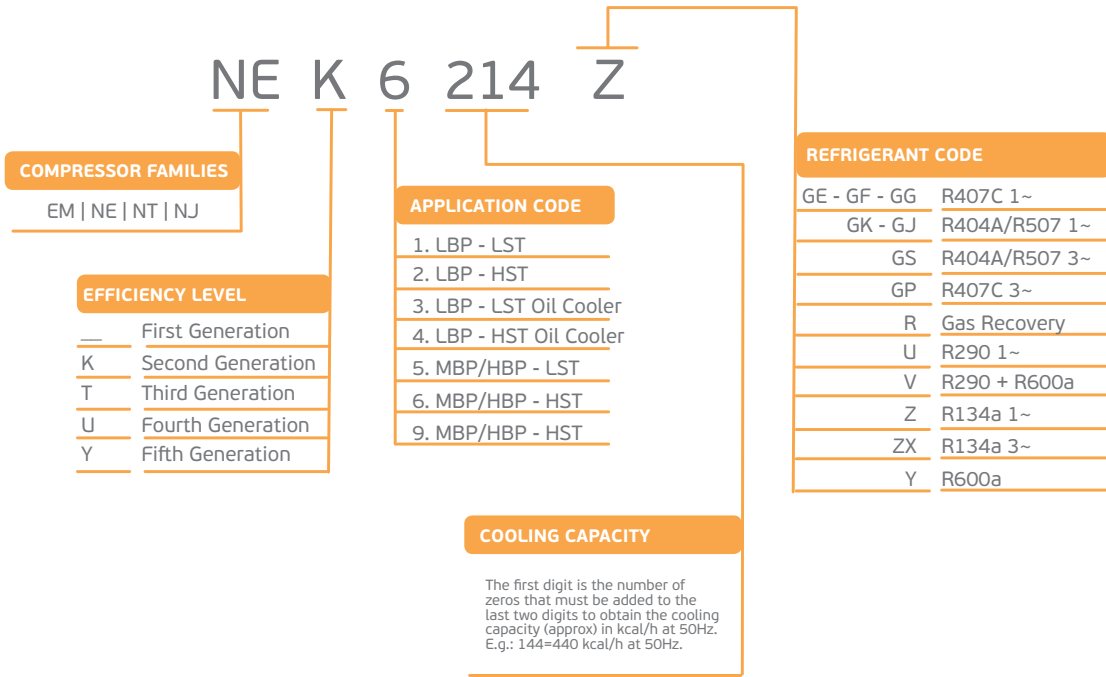 NE K 6 214 Z
COMPRESSOR FAMILIES
EM | NE | NT | NJ
EFFICIENCY LEVEL
__ First Generation
K Second Generation
T Third Generation
U Fourth Generation
Y Fifth Generation
APPLICATION CODE
1. LBP - LST
2. LBP - HST
3. LBP - LST Oil Cooler
4. LBP - HST Oil Cooler
5. MBP/HBP - LST
6. MBP/HBP - HST
9. MBP/HBP - HST
COOLING CAPACITY
The first digit is the number of
zeros that must be added to the
last two digits to obtain the cooling
capacity (approx) in kcal/h at 50Hz.
E.g.: 144=440 kcal/h at 50Hz.
REFRIGERANT CODE
GE - GF - GG R407C 1~
GK - GJ R404A/R507 1~
GS R404A/R507 3~
GP R407C 3~
R Gas Recovery
U R290 1~
V R290 + R600a
Z R134a 1~
ZX R134a 3~
Y R600a